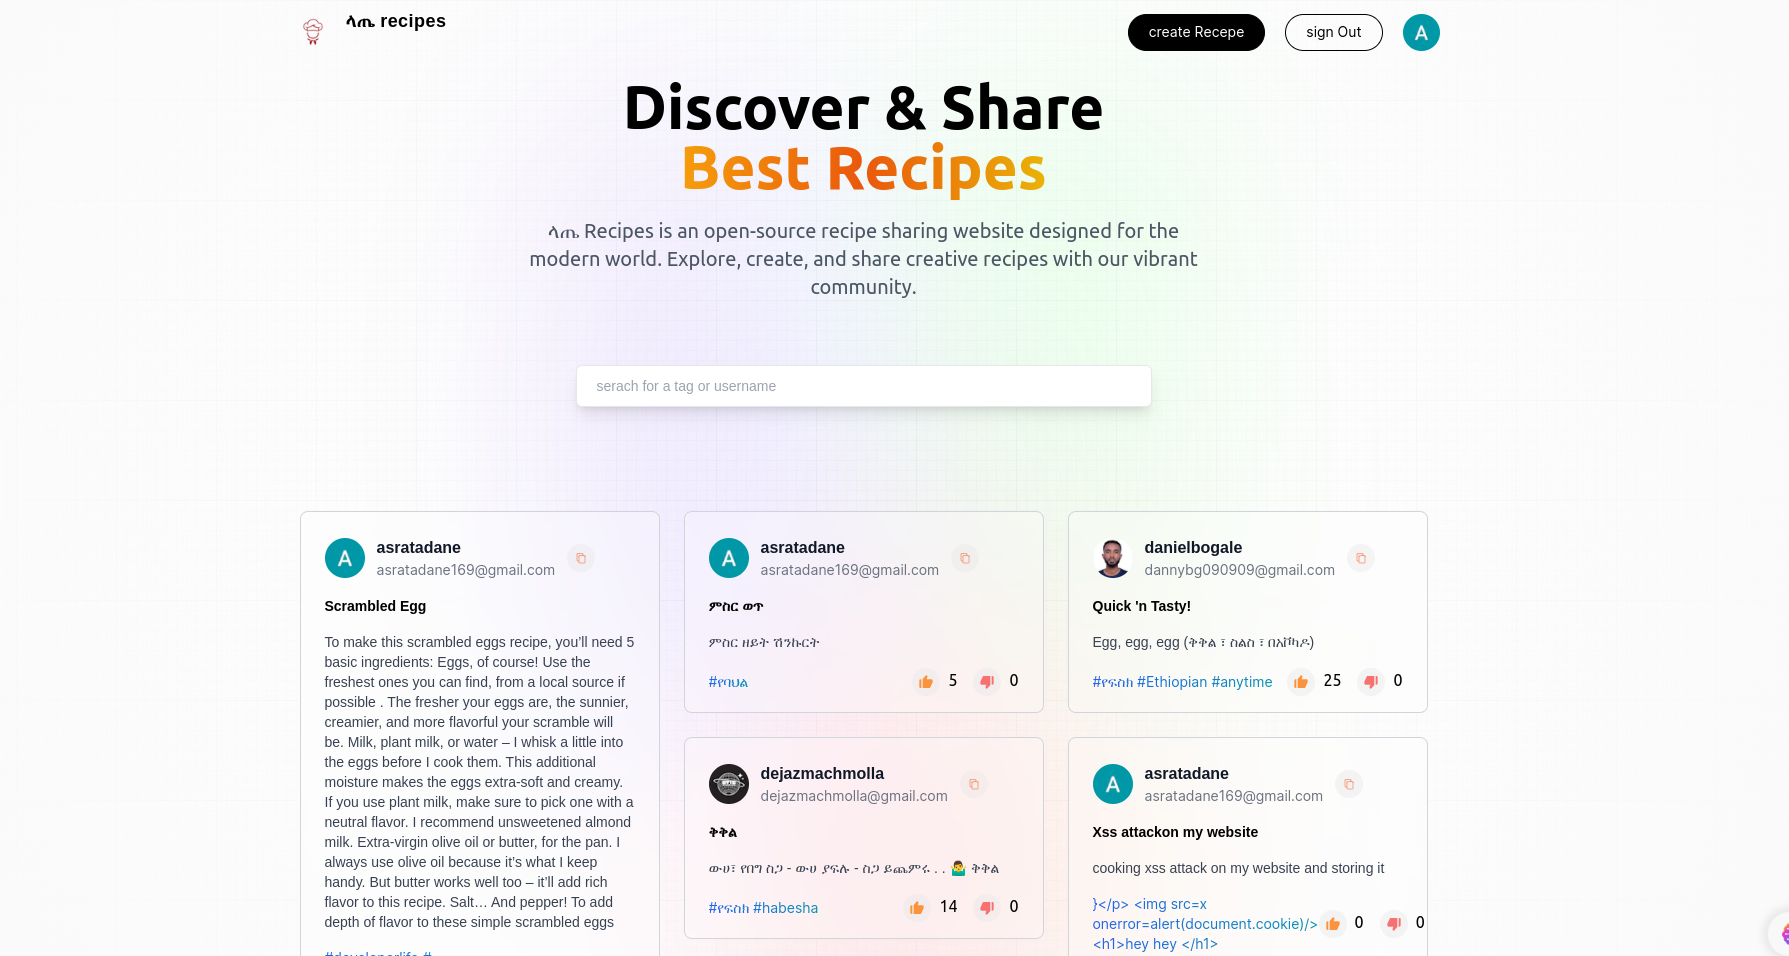 ላጤ recipes
create Recepe
sign Out
A
Discover & Share
Best Recipes
ላጤ Recipes is an open-source recipe sharing website designed for the
modern world. Explore, create, and share creative recipes with our vibrant
community.
serach for a tag or username
A
asratadane
asratadane169@gmail.com
Scrambled Egg
To make this scrambled eggs recipe, you’ll need 5
basic ingredients: Eggs, of course! Use the
freshest ones you can find, from a local source if
possible . The fresher your eggs are, the sunnier,
creamier, and more flavorful your scramble will
be. Milk, plant milk, or water – I whisk a little into
the eggs before I cook them. This additional
moisture makes the eggs extra-soft and creamy.
If you use plant milk, make sure to pick one with a
neutral flavor. I recommend unsweetened almond
milk. Extra-virgin olive oil or butter, for the pan. I
always use olive oil because it’s what I keep
handy. But butter works well too – it’ll add rich
flavor to this recipe. Salt… And pepper! To add
depth of flavor to these simple scrambled eggs
#developerlife #
A
asratadane
asratadane169@gmail.com
ምስር ወጥ
ምስር ዘይት ሽንኩርት
#የባህል
5
0
danielbogale
dannybg090909@gmail.com
Quick 'n Tasty!
Egg, egg, egg (ቅቅል ፣ ስልስ ፣ በአቮካዶ)
#የፍስክ #Ethiopian #anytime
25
0
dejazmachmolla
dejazmachmolla@gmail.com
ቅቅል
ውሀ፣ የበግ ስጋ - ውሀ ያፍሉ - ስጋ ይጨምሩ . . 🤷‍♂️ ቅቅል
#የፍስክ #habesha
14
0
A
asratadane
asratadane169@gmail.com
Xss attackon my website
cooking xss attack on my website and storing it
}</p> <img src=x
onerror=alert(document.cookie)/>
<h1>hey hey </h1>
0
0